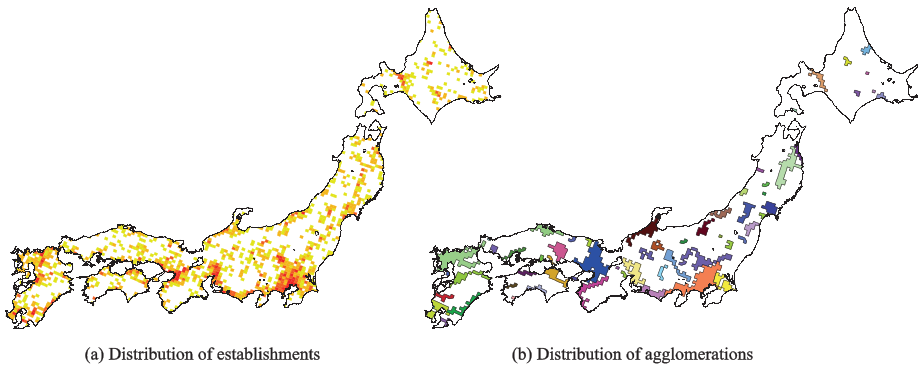 (a) Distribution of establishments
(b) Distribution of agglomerations